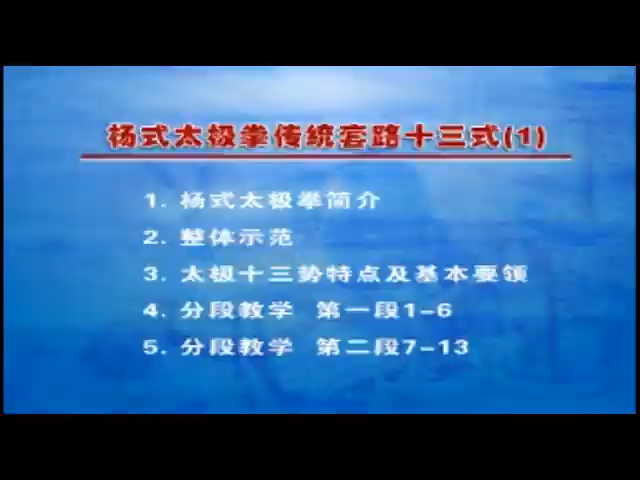 杨式太极拳传统套路十三式(1)
1. 杨式太极拳简介
2. 整体示范
3. 太极十三势特点及基本要领
4. 分段教学 第一段1-6
5. 分段教学 第二段7-13